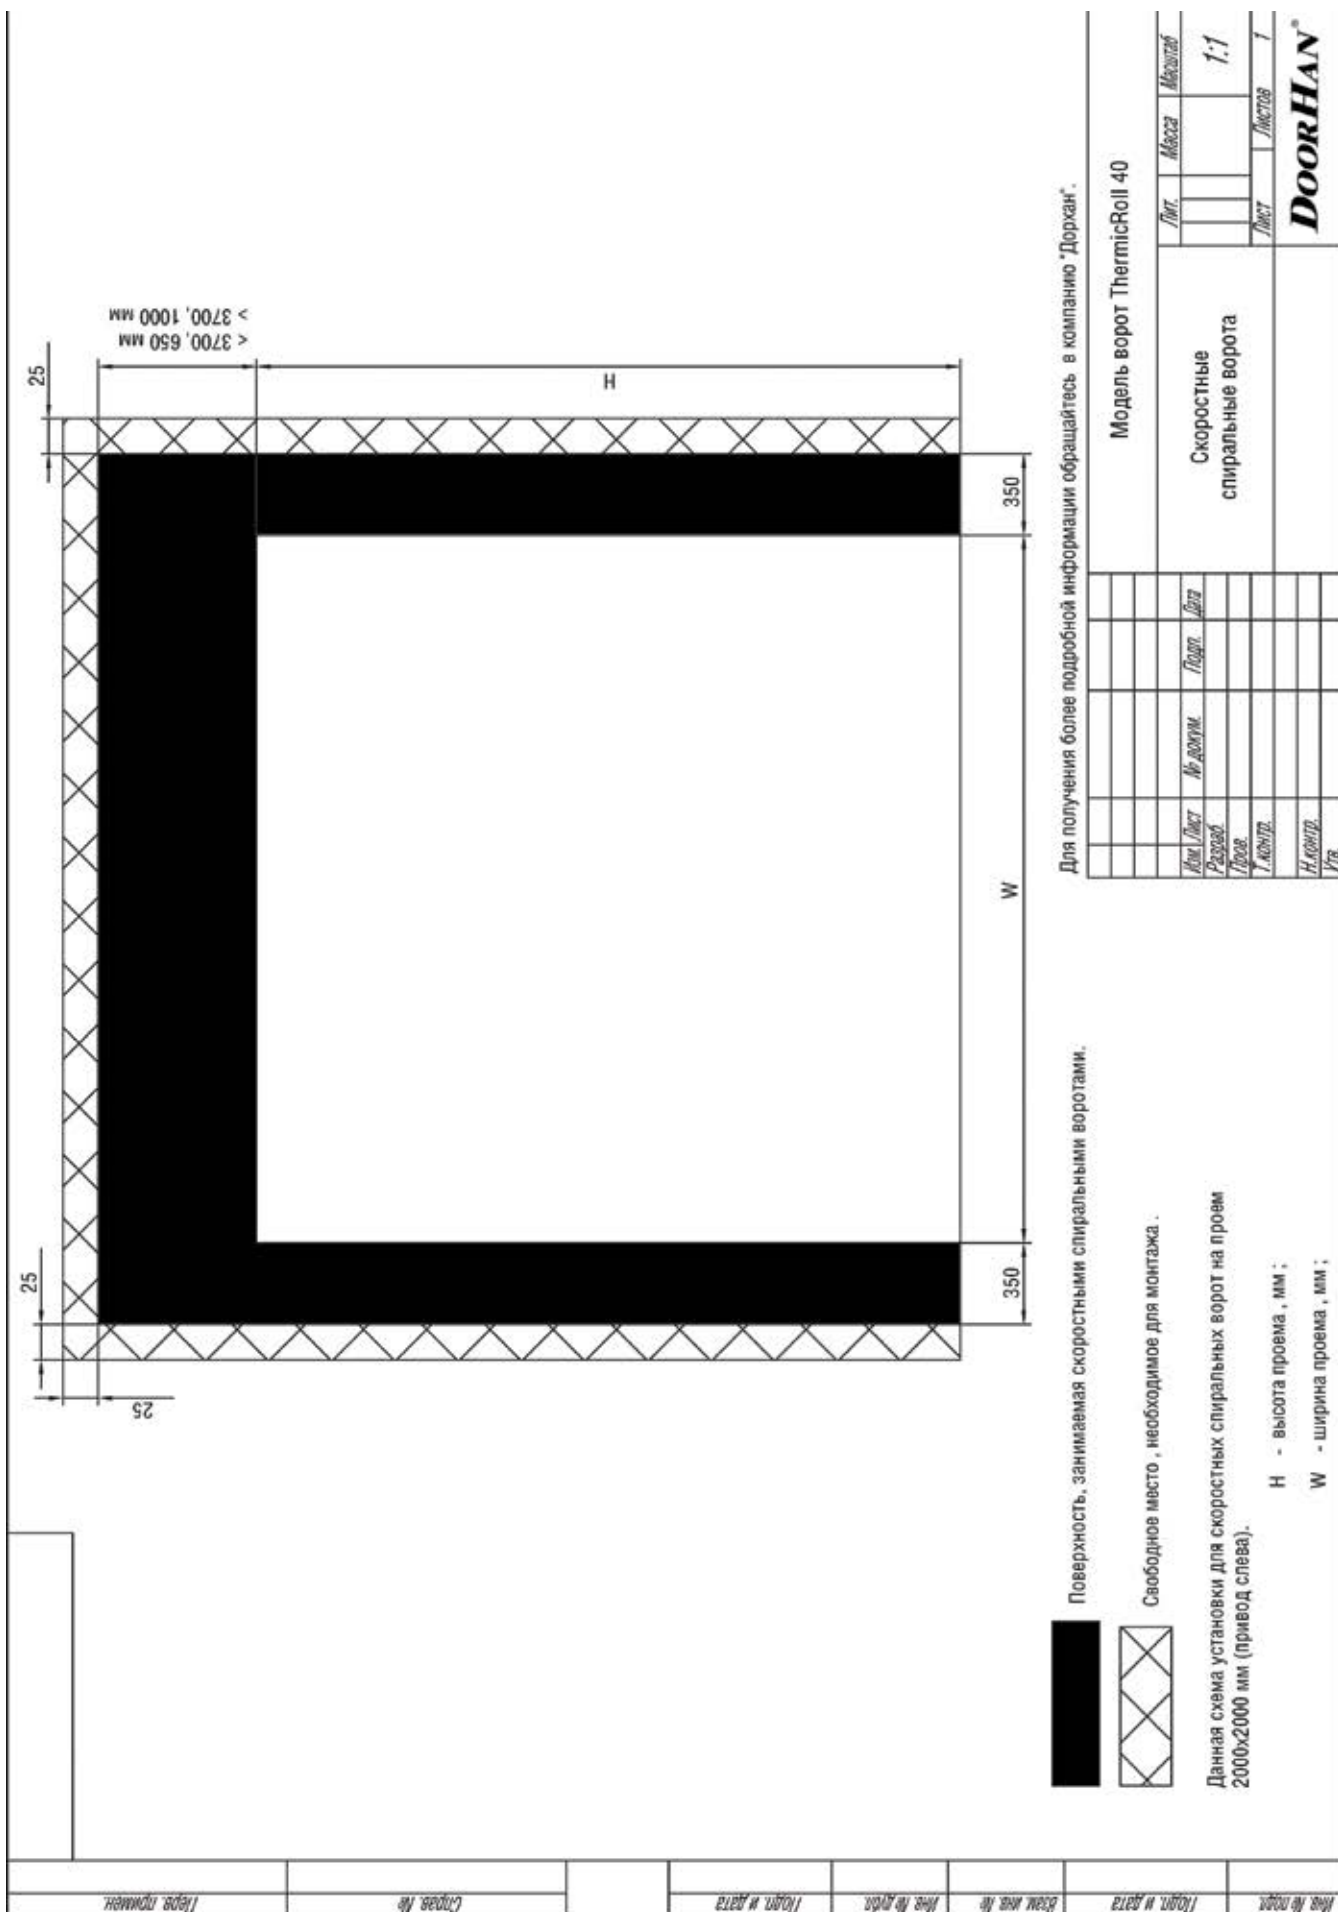 25
25
25
< 3700, 650 мм
> 3700, 1000 мм
H
350
W
350
Поверхность, занимаемая скоростными спиральными воротами.
Свободное место , необходимое для монтажа .
Данная схема установки для скоростных спиральных ворот на проем
2000x2000 мм (привод слева).
H - высота проема , мм ;
W - ширина проема , мм ;
Для получения более подробной информации обращайтесь в компанию "Дорхан".
Модель ворот ThermicRoll 40
Скоростные
спиральные ворота
Лит. Масса Масштаб
1:1
Лист Листов 1
DOORHAN®
Изм. Лист № докум. Подп. Дата
Разраб.
Пров.
Т.контр.
Н.контр.
Утв.
Перв. примен.
Справ. №
Подп. и дата
Инв. № дубл.
Взам. инв. №
Подп. и дата
Инв. № подл.